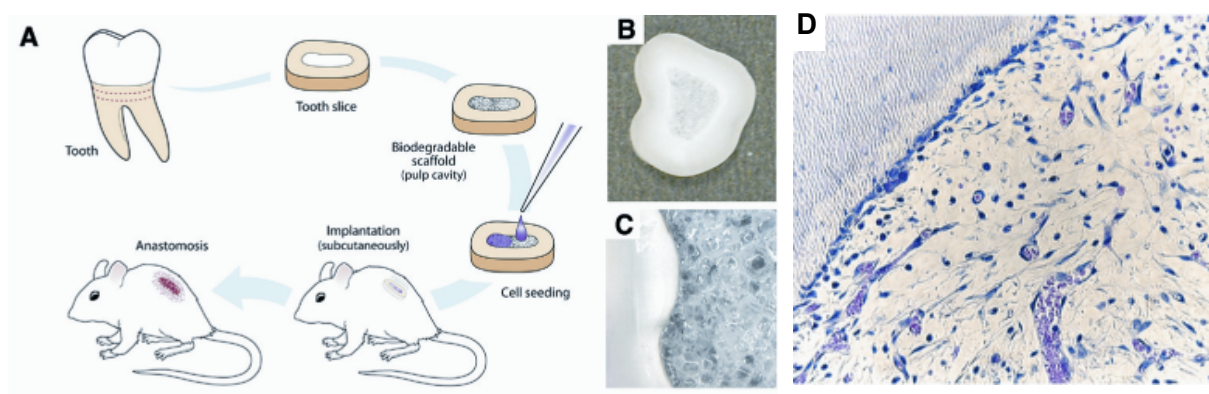 A
Tooth
Tooth slice
Biodegradable
scaffold
(pulp cavity)
Cell seeding
Implantation
(subcutaneously)
Anastomosis
B
C
D